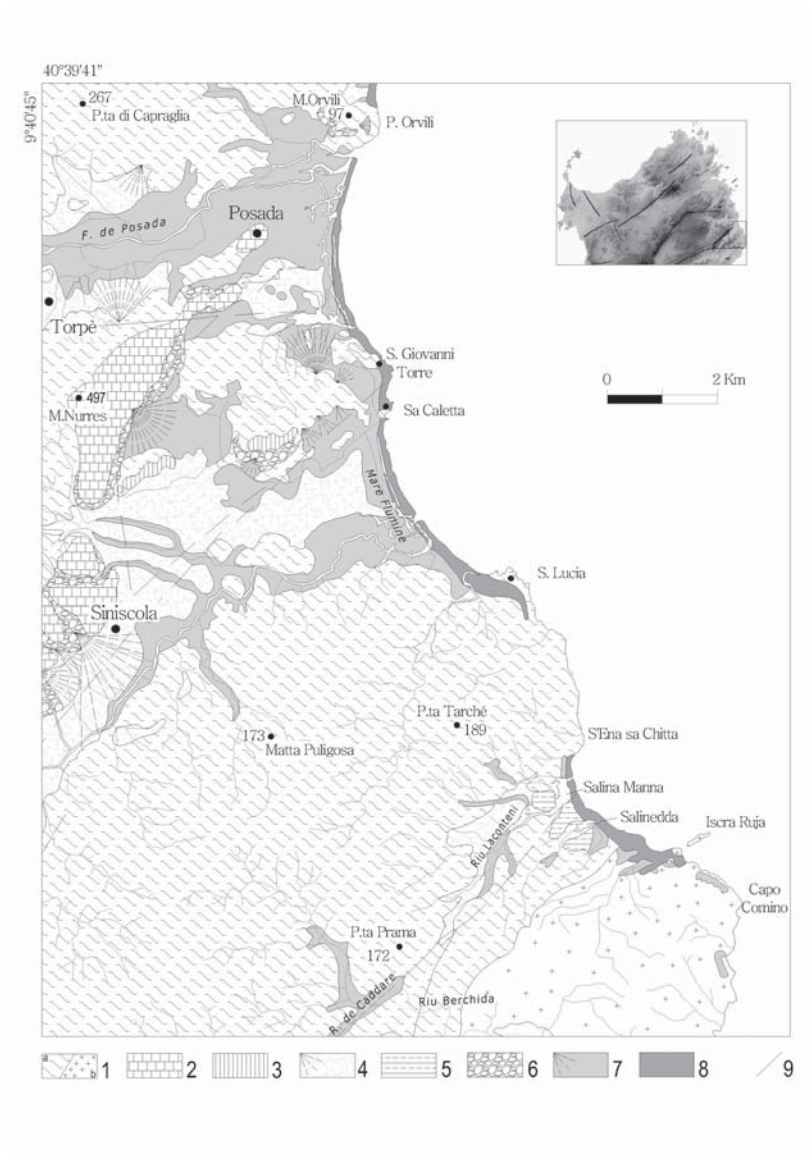 40°39'41"
9°40'45"
267
P.ta di Capraglia
M.Orvili
97
P. Orvili
F. de Posada
Posada
Torpè
S. Giovanni
Torre
0 2 Km
497
M.Nurres
Sa Caletta
Mare Flumine
S. Lucia
Siniscola
P.ta Tarché
189
173
Matta Puligosa
S'Ena sa Chitta
Salina Manna
Salinedda
Iscra Ruja
Riu Laconteni
Capo
Comino
P.ta Prama
172
R. de Caddare
Riu Berchida
a b 1 2 3 4 5 6 7 8 9